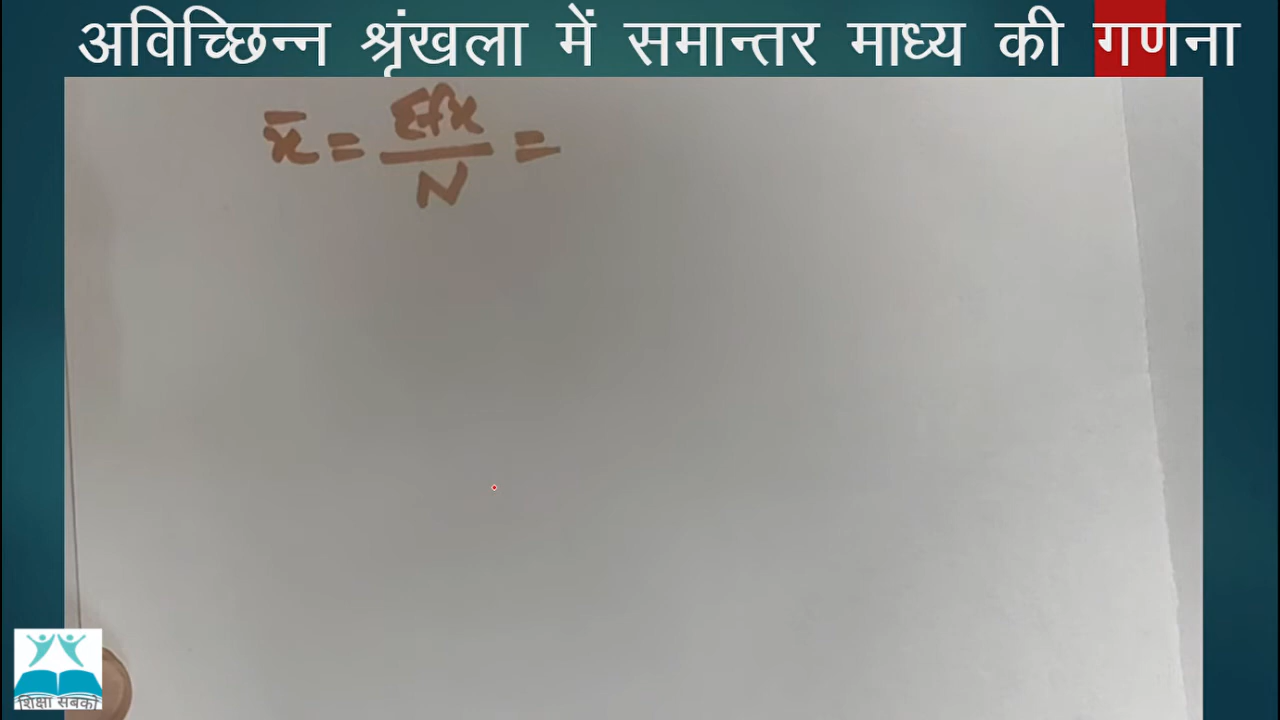 अविच्छिन्न श्रृंखला में समान्तर माध्य की गणना
x̄ = Σfx / N =
शिक्षा सबको